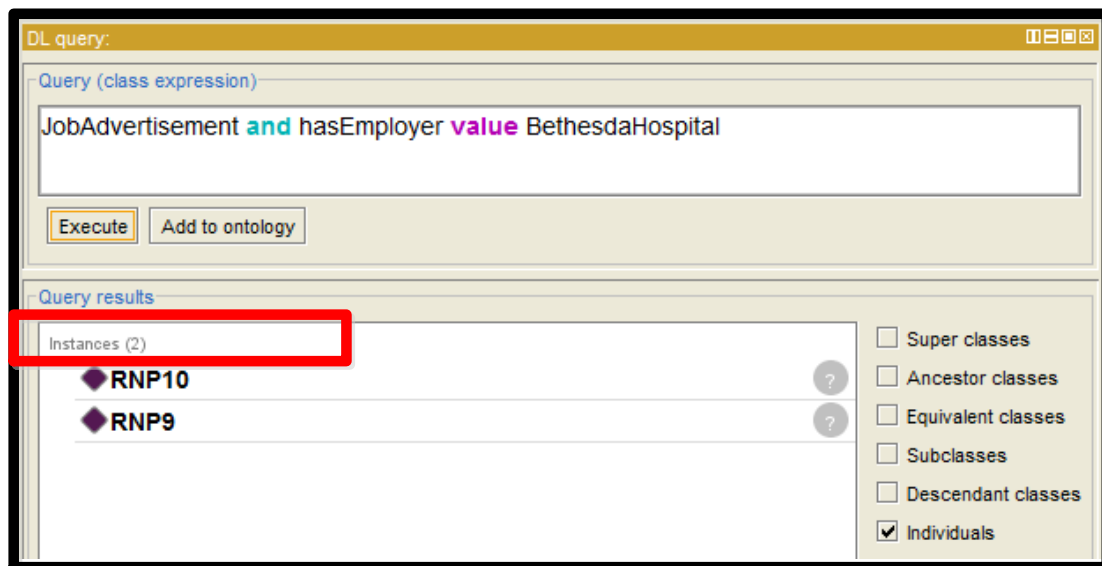 DL query:
Query (class expression)
JobAdvertisement and hasEmployer value BethesdaHospital
Execute Add to ontology
Query results
Instances (2)
RNP10 ?
RNP9 ?
Super classes
Ancestor classes
Equivalent classes
Subclasses
Descendant classes
Individuals